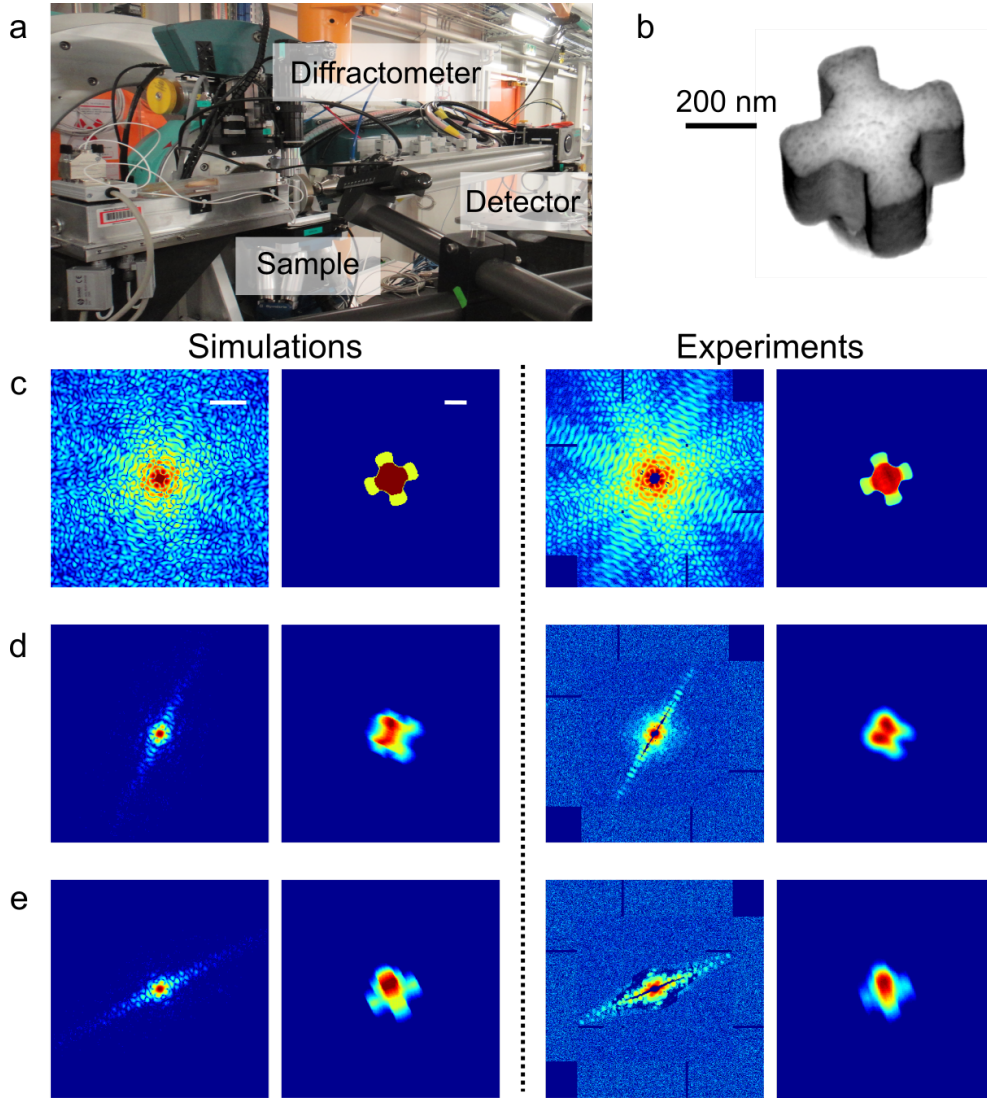 a
b
Diffractometer
200 nm
Detector
Sample
Simulations
Experiments
c
d
e